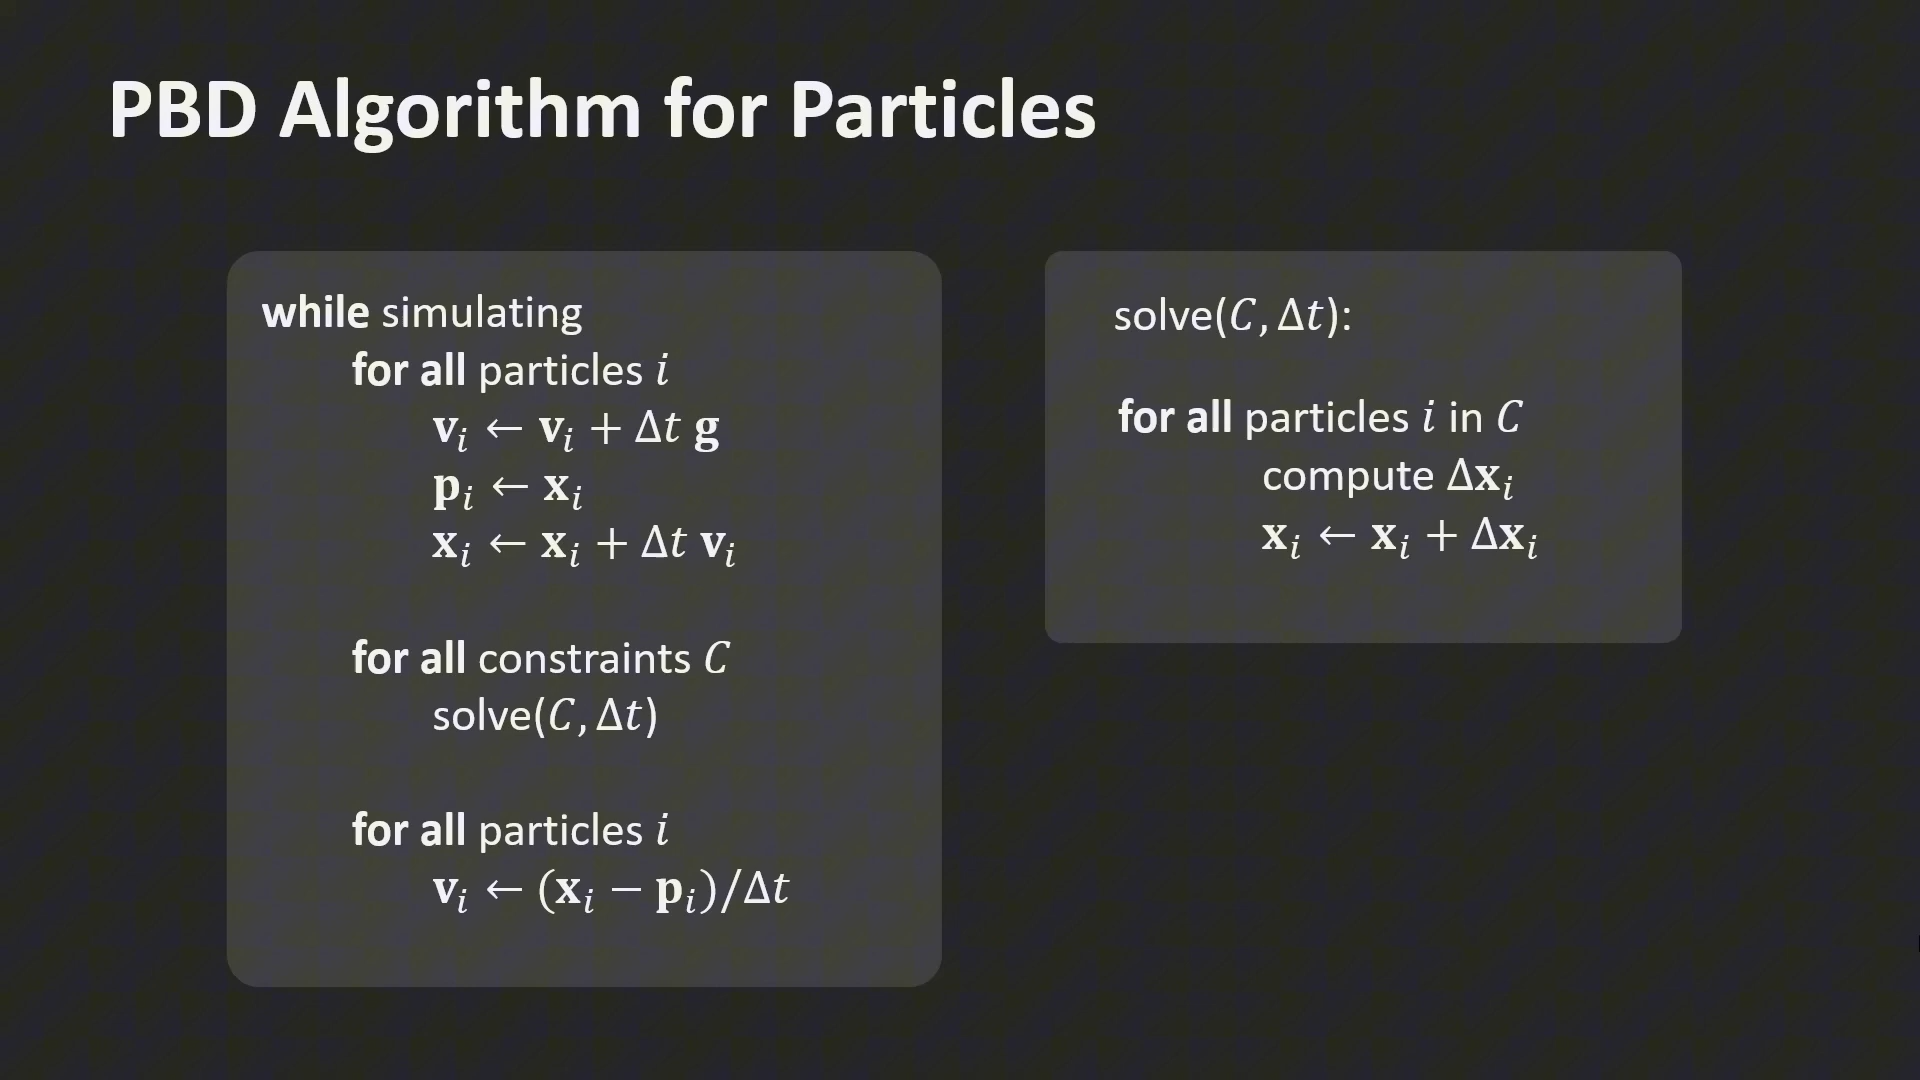 PBD Algorithm for Particles
while simulating
for all particles i
vᵢ ← vᵢ + Δt g
pᵢ ← xᵢ
xᵢ ← xᵢ + Δt vᵢ
for all constraints C
solve(C, Δt)
for all particles i
vᵢ ← (xᵢ − pᵢ)/Δt
solve(C, Δt):
for all particles i in C
compute Δxᵢ
xᵢ ← xᵢ + Δxᵢ